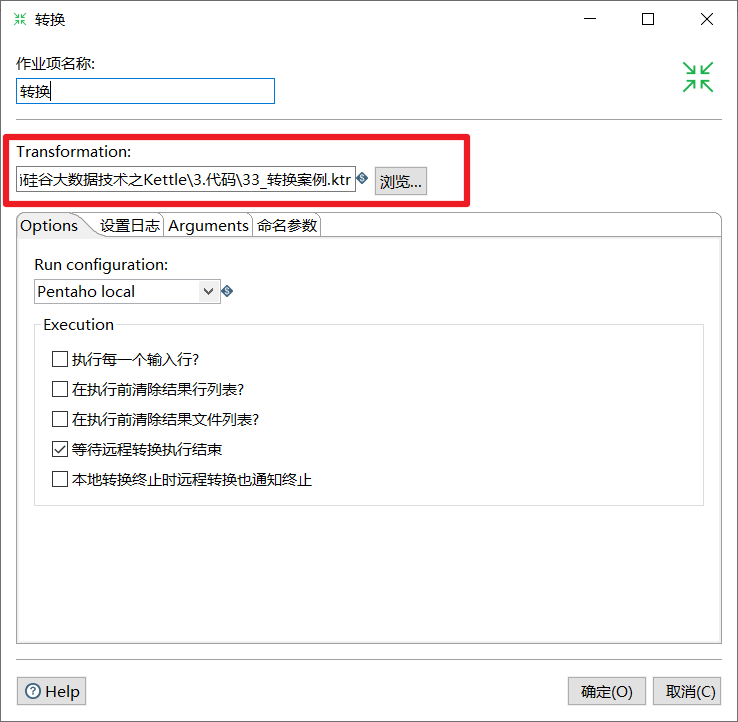 转换
作业项名称:
转换
Transformation:
硅谷大数据技术之Kettle\3.代码\33_转换案例.ktr
浏览...
Options 设置日志 Arguments 命名参数
Run configuration:
Pentaho local
Execution
执行每一个输入行?
在执行前清除结果行列表?
在执行前清除结果文件列表?
等待远程转换执行结束
本地转换终止时远程转换也通知终止
Help 确定(O) 取消(C)